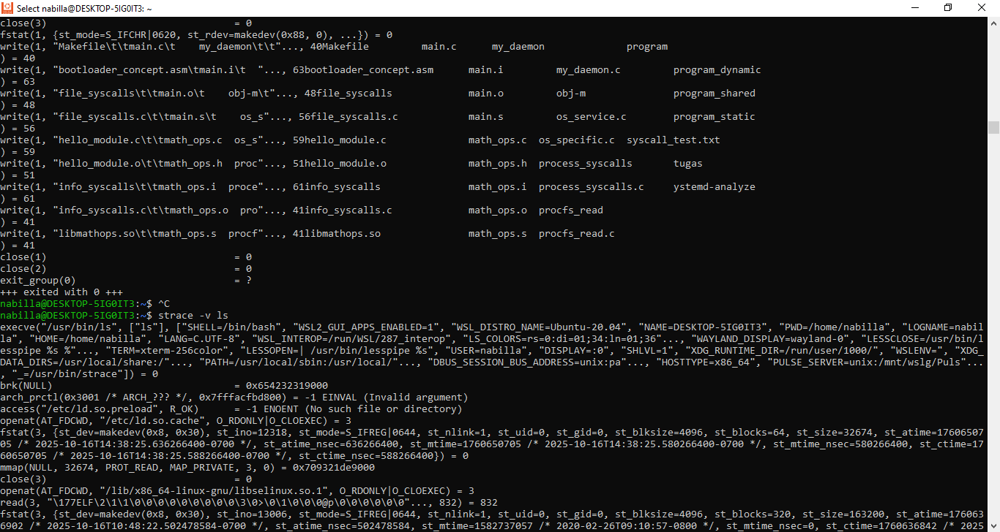 Select nabilla@DESKTOP-5IG0IT3: ~
close(3)                                = 0
fstat(1, {st_mode=S_IFCHR|0620, st_rdev=makedev(0x88, 0), ...}) = 0
write(1, "Makefile\t\tmain.c\t    my_daemon\t\t"..., 40Makefile         main.c      my_daemon              program
) = 40
write(1, "bootloader_concept.asm\tmain.i\t  "..., 63bootloader_concept.asm      main.i         my_daemon.c         program_dynamic
) = 63
write(1, "file_syscalls\t\tmain.o\t    obj-m\t"..., 48file_syscalls             main.o         obj-m               program_shared
) = 48
write(1, "file_syscalls.c\t\tmain.s\t    os_s"..., 56file_syscalls.c            main.s         os_service.c        program_static
) = 56
write(1, "hello_module.c\t\tmath_ops.c  os_s"..., 59hello_module.c              math_ops.c  os_specific.c  syscall_test.txt
) = 59
write(1, "hello_module.o\t\tmath_ops.h  proc"..., 51hello_module.o              math_ops.h  process_syscalls       tugas
) = 51
write(1, "info_syscalls\t\tmath_ops.i  proce"..., 61info_syscalls               math_ops.i  process_syscalls.c     ystemd-analyze
) = 61
write(1, "info_syscalls.c\t\tmath_ops.o  pro"..., 41info_syscalls.c             math_ops.o  procfs_read
) = 41
write(1, "libmathops.so\t\tmath_ops.s  procf"..., 41libmathops.so               math_ops.s  procfs_read.c
) = 41
close(1)                                = 0
close(2)                                = 0
exit_group(0)                           = ?
+++ exited with 0 +++
nabilla@DESKTOP-5IG0IT3:~$ ^C
nabilla@DESKTOP-5IG0IT3:~$ strace -v ls
execve("/usr/bin/ls", ["ls"], ["SHELL=/bin/bash", "WSL2_GUI_APPS_ENABLED=1", "WSL_DISTRO_NAME=Ubuntu-20.04", "NAME=DESKTOP-5IG0IT3", "PWD=/home/nabilla", "LOGNAME=nabil
la", "HOME=/home/nabilla", "LANG=C.UTF-8", "WSL_INTEROP=/run/WSL/287_interop", "LS_COLORS=rs=0:di=01;34:ln=01;36"..., "WAYLAND_DISPLAY=wayland-0", "LESSCLOSE=/usr/bin/l
esspipe %s %"..., "TERM=xterm-256color", "LESSOPEN=| /usr/bin/lesspipe %s", "USER=nabilla", "DISPLAY=:0", "SHLVL=1", "XDG_RUNTIME_DIR=/run/user/1000/", "WSLENV=", "XDG_
DATA_DIRS=/usr/local/share:/"..., "PATH=/usr/local/sbin:/usr/local/"..., "DBUS_SESSION_BUS_ADDRESS=unix:pa"..., "HOSTTYPE=x86_64", "PULSE_SERVER=unix:/mnt/wslg/Puls"...
, "_=/usr/bin/strace"]) = 0
brk(NULL)                               = 0x654232319000
arch_prctl(0x3001 /* ARCH_??? */, 0x7fffacfbd800) = -1 EINVAL (Invalid argument)
access("/etc/ld.so.preload", R_OK)      = -1 ENOENT (No such file or directory)
openat(AT_FDCWD, "/etc/ld.so.cache", O_RDONLY|O_CLOEXEC) = 3
fstat(3, {st_dev=makedev(0x8, 0x30), st_ino=12318, st_mode=S_IFREG|0644, st_nlink=1, st_uid=0, st_gid=0, st_blksize=4096, st_blocks=64, st_size=32674, st_atime=17606507
05 /* 2025-10-16T14:38:25.636266400-0700 */, st_atime_nsec=636266400, st_mtime=1760650705 /* 2025-10-16T14:38:25.580266400-0700 */, st_mtime_nsec=580266400, st_ctime=1
760650705 /* 2025-10-16T14:38:25.588266400-0700 */, st_ctime_nsec=588266400}) = 0
mmap(NULL, 32674, PROT_READ, MAP_PRIVATE, 3, 0) = 0x709321de9000
close(3)                                = 0
openat(AT_FDCWD, "/lib/x86_64-linux-gnu/libselinux.so.1", O_RDONLY|O_CLOEXEC) = 3
read(3, "\177ELF\2\1\1\0\0\0\0\0\0\0\0\0\3\0>\0\1\0\0\0@p\0\0\0\0\0\0"..., 832) = 832
fstat(3, {st_dev=makedev(0x8, 0x30), st_ino=13006, st_mode=S_IFREG|0644, st_nlink=1, st_uid=0, st_gid=0, st_blksize=4096, st_blocks=320, st_size=163200, st_atime=176063
6902 /* 2025-10-16T10:48:22.502478584-0700 */, st_atime_nsec=502478584, st_mtime=1582737057 /* 2020-02-26T09:10:57-0800 */, st_mtime_nsec=0, st_ctime=1760636842 /* 2025